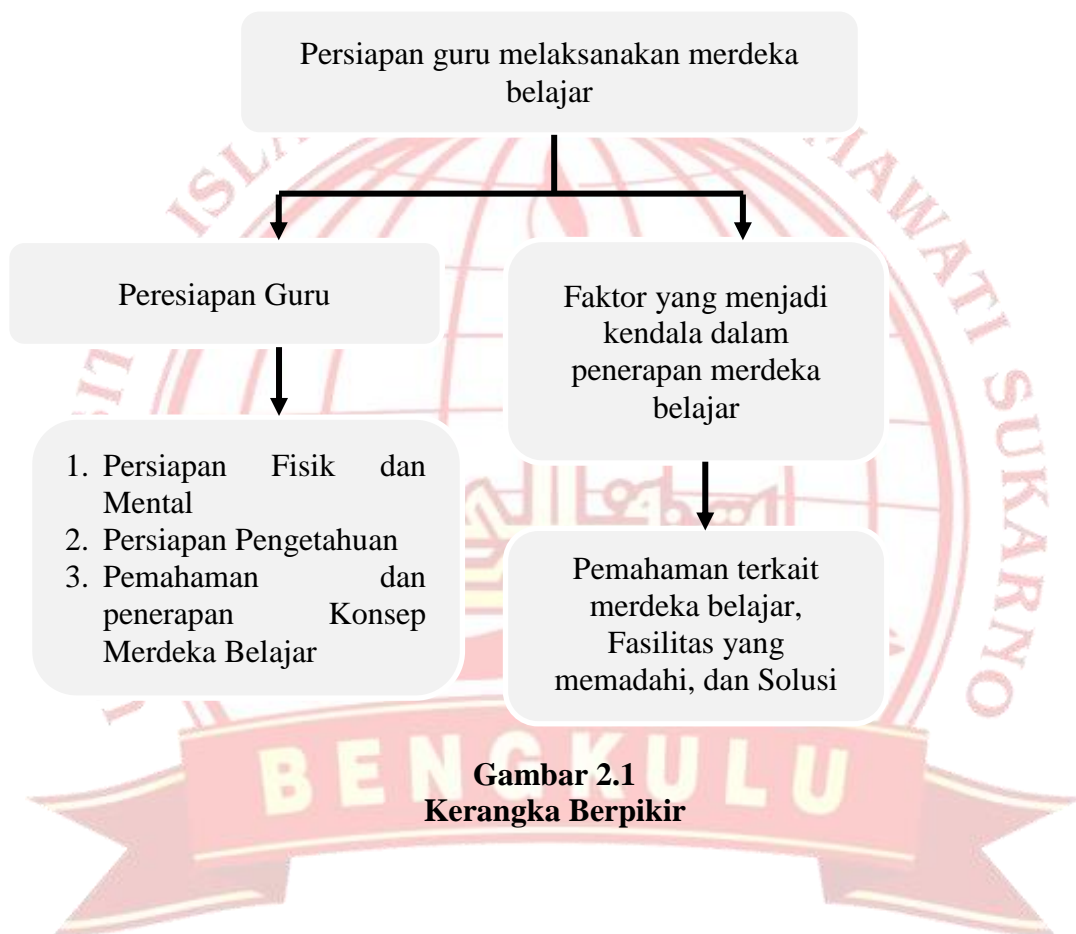 Persiapan guru melaksanakan merdeka
belajar
Peresiapan Guru
Faktor yang menjadi
kendala dalam
penerapan merdeka
belajar
1. Persiapan Fisik dan
Mental
2. Persiapan Pengetahuan
3. Pemahaman dan
penerapan Konsep
Merdeka Belajar
Pemahaman terkait
merdeka belajar,
Fasilitas yang
memadahi, dan Solusi
Gambar 2.1
Kerangka Berpikir
MAWATI SUKARNO
BENGKULU